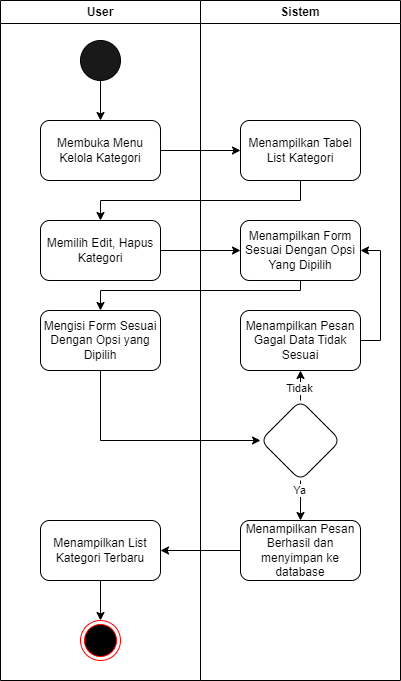 User
Sistem
Membuka Menu
Kelola Kategori
Menampilkan Tabel
List Kategori
Memilih Edit, Hapus
Kategori
Menampilkan Form
Sesuai Dengan Opsi
Yang Dipilih
Mengisi Form Sesuai
Dengan Opsi yang
Dipilih
Menampilkan Pesan
Gagal Data Tidak
Sesuai
Tidak
Ya
Menampilkan List
Kategori Terbaru
Menampilkan Pesan
Berhasil dan
menyimpan ke
database